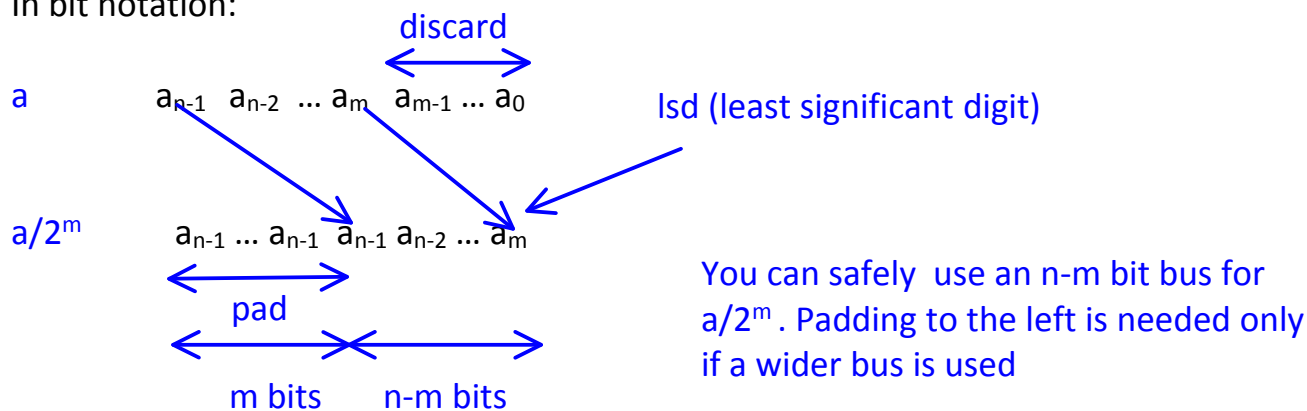 in bit notation:
discard
a a_{n-1} a_{n-2} ... a_m a_{m-1} ... a_0
lsd (least significant digit)
a/2^m a_{n-1} ... a_{n-1} a_{n-1} a_{n-2} ... a_m
pad
m bits n-m bits
You can safely use an n-m bit bus for
a/2^m . Padding to the left is needed only
if a wider bus is used